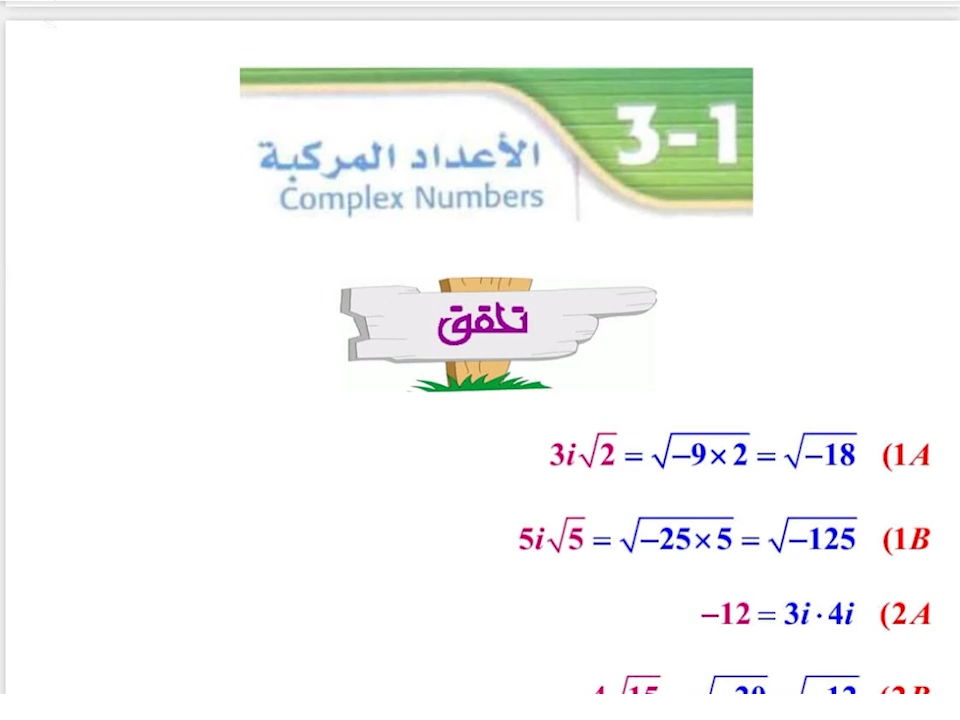 3-1
الأعداد المركبة
Complex Numbers
تحقق
3i√2 = √−9×2 = √−18 (1A
5i√5 = √−25×5 = √−125 (1B
−12 = 3i·4i (2A